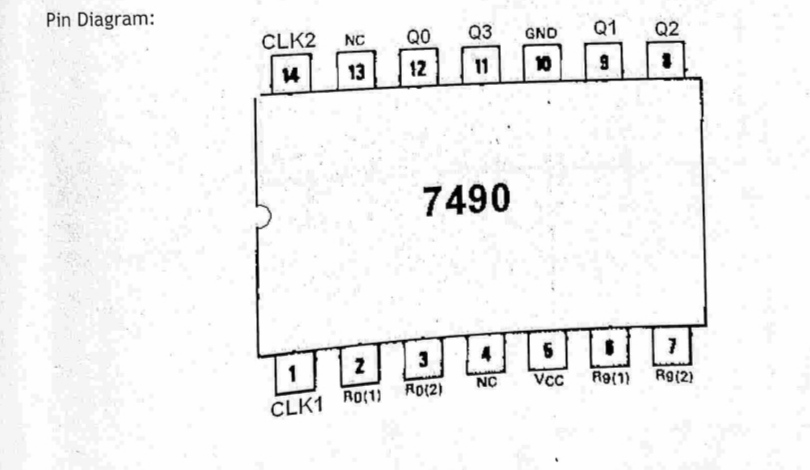 Pin Diagram:
CLK2 NC Q0 Q3 GND Q1 Q2
14 13 12 11 10 9 8
7490
1 2 3 4 5 6 7
CLK1 R0(1) R0(2) NC VCC R9(1) R9(2)